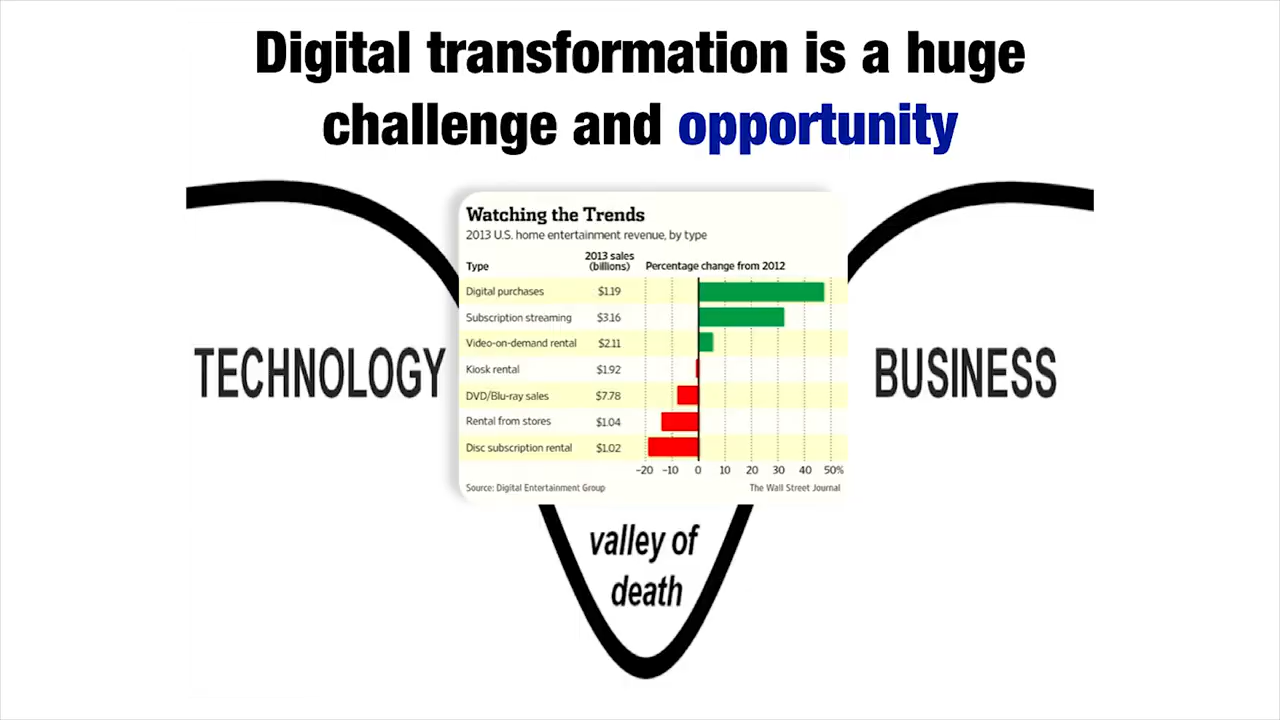 Digital transformation is a huge
challenge and opportunity
Watching the Trends
2013 U.S. home entertainment revenue, by type
Type 2013 sales (billions) Percentage change from 2012
Digital purchases $1.19
Subscription streaming $3.16
Video-on-demand rental $2.11
Kiosk rental $1.92
DVD/Blu-ray sales $7.78
Rental from stores $1.04
Disc subscription rental $1.02
–20 –10 0 10 20 30 40 50%
Source: Digital Entertainment Group The Wall Street Journal
TECHNOLOGY
BUSINESS
valley of
death